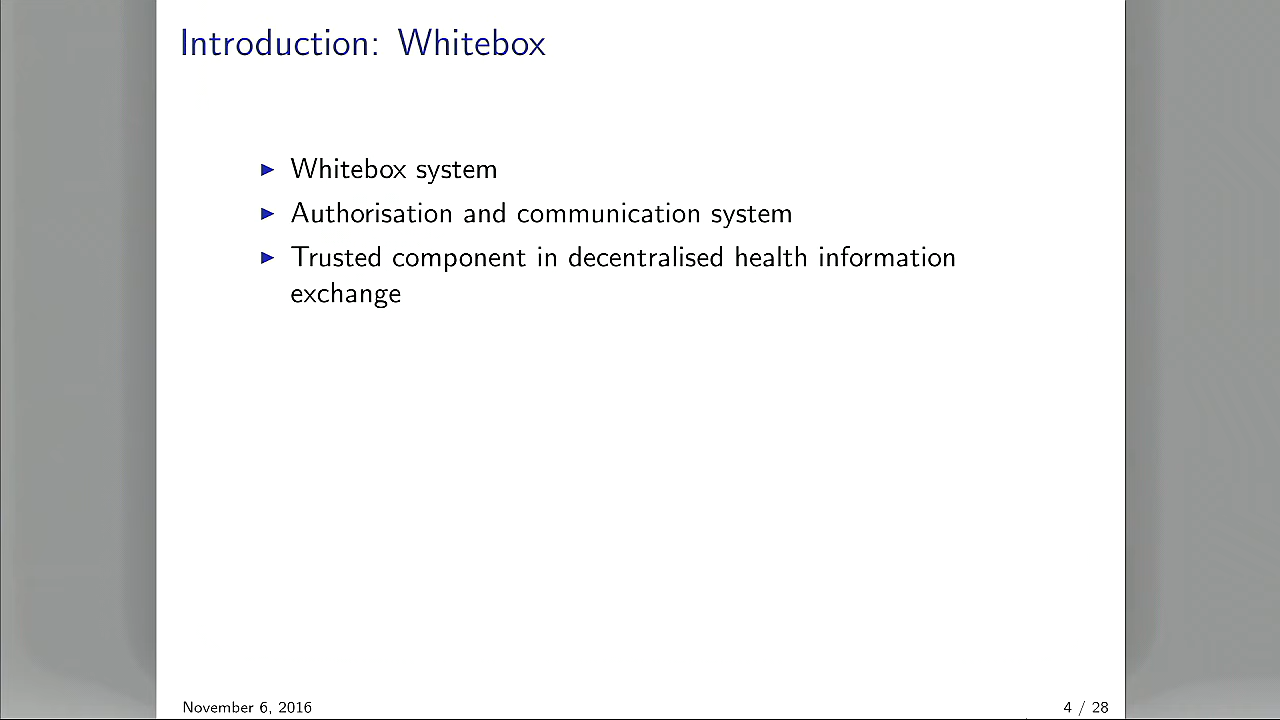 Introduction: Whitebox
Whitebox system
Authorisation and communication system
Trusted component in decentralised health information
exchange
November 6, 2016
4 / 28